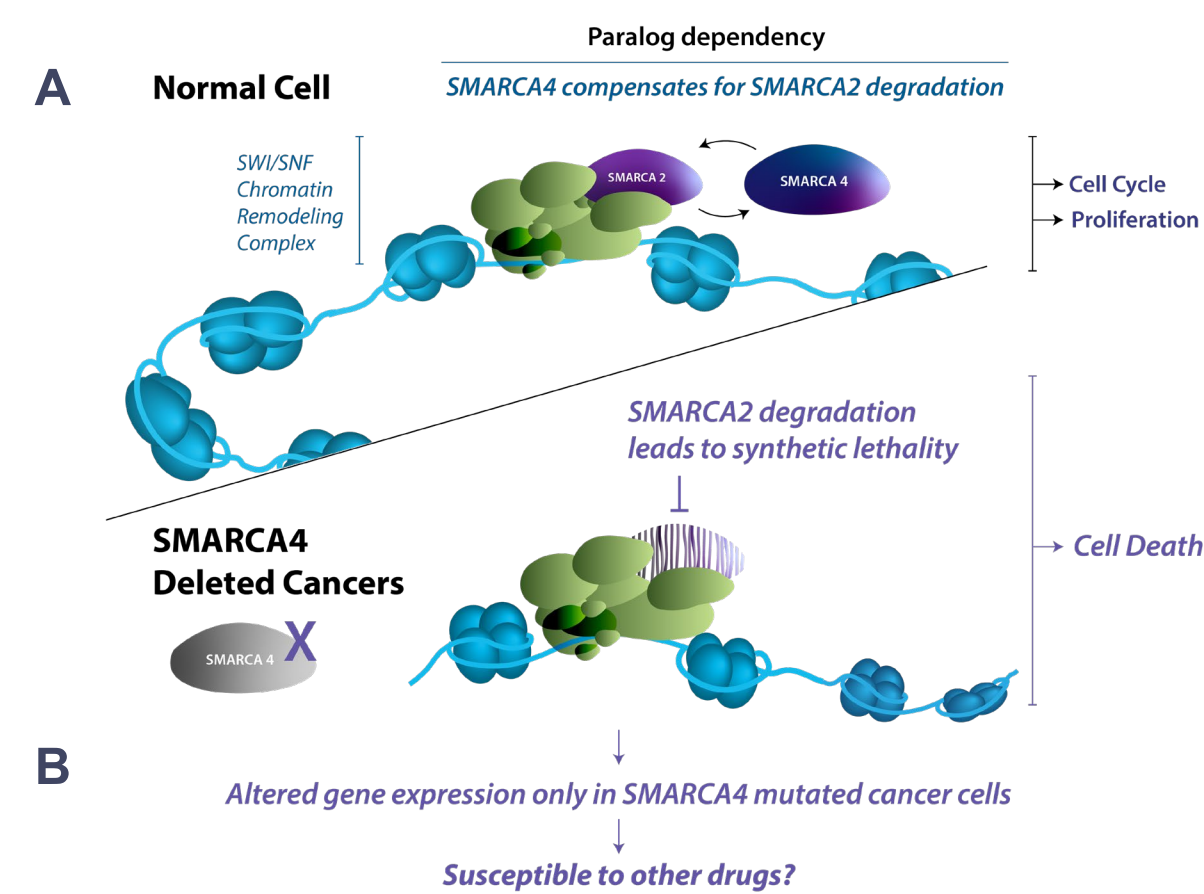 Paralog dependency
A
Normal Cell
SMARCA4 compensates for SMARCA2 degradation
SWI/SNF
Chromatin
Remodeling
Complex
SMARCA 2
SMARCA 4
Cell Cycle
Proliferation
SMARCA2 degradation
leads to synthetic lethality
SMARCA4
Deleted Cancers
SMARCA 4
X
Cell Death
B
Altered gene expression only in SMARCA4 mutated cancer cells
Susceptible to other drugs?